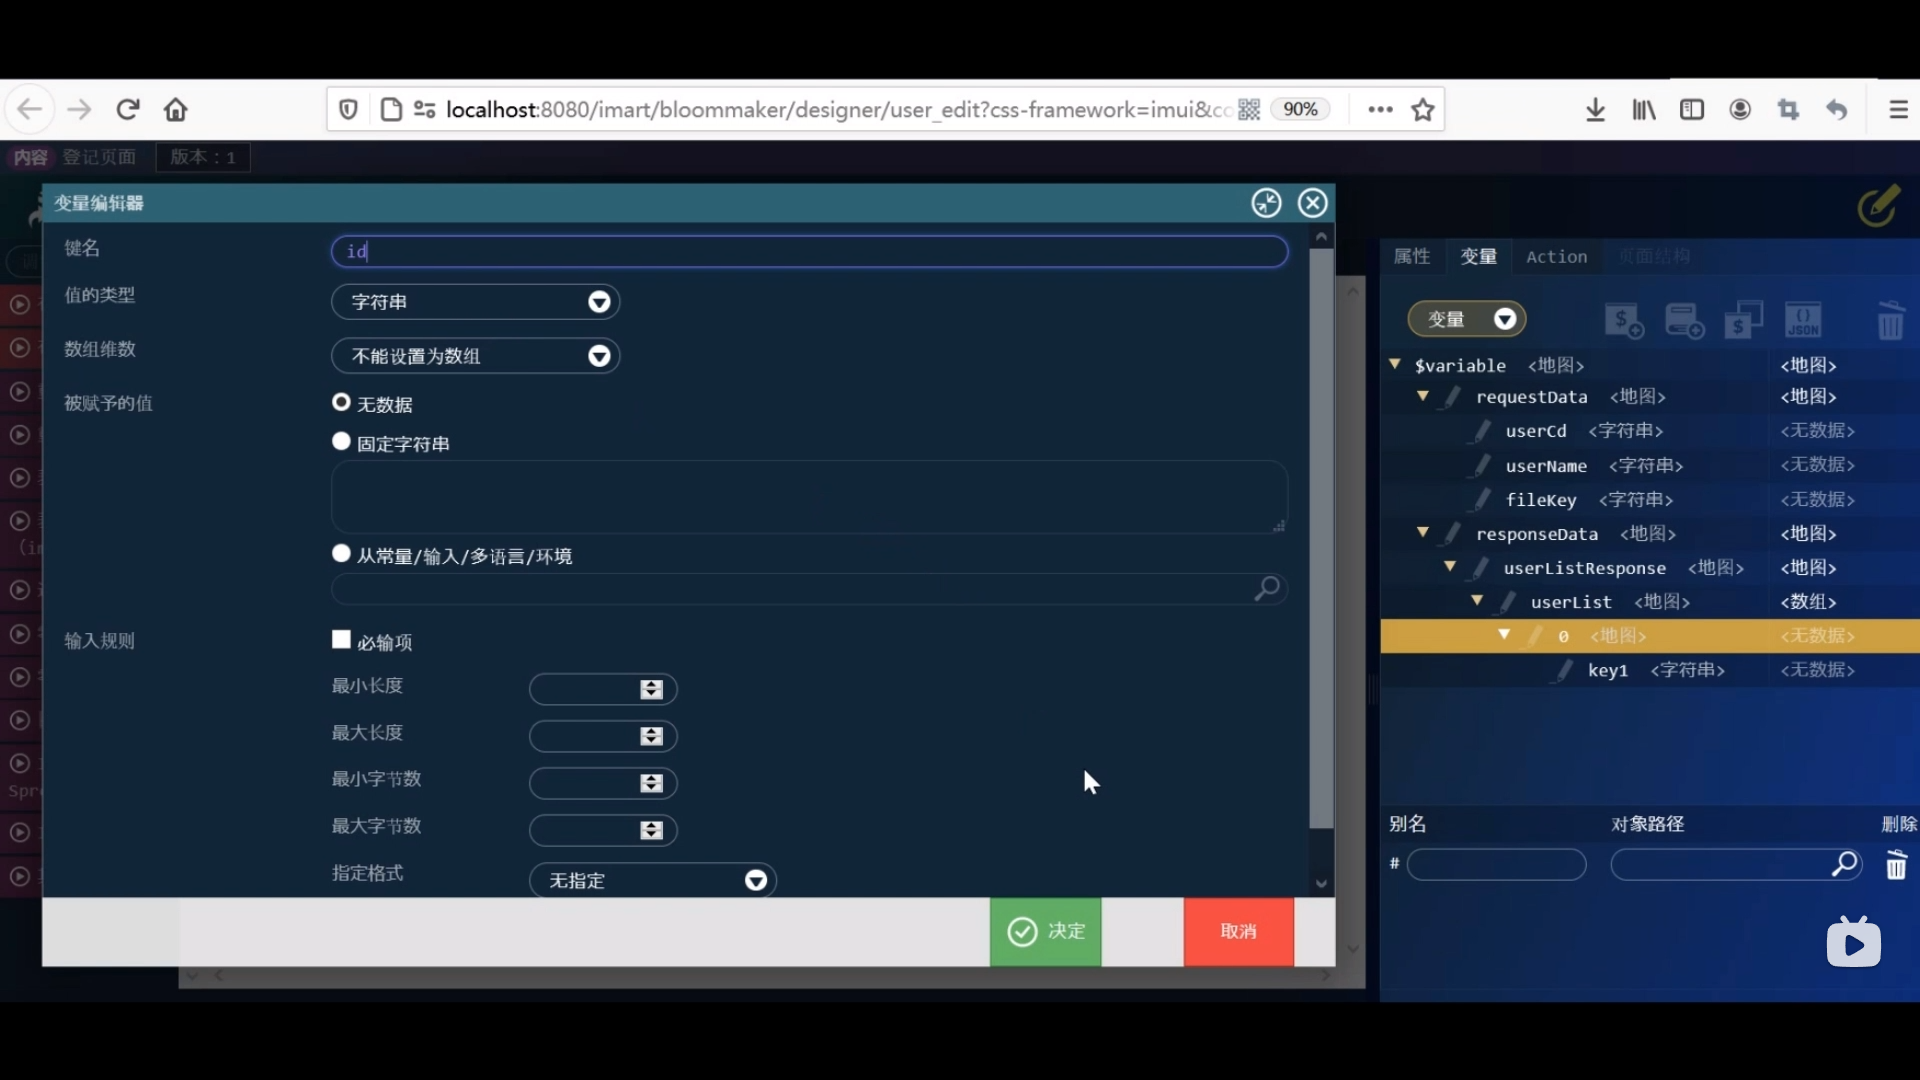 localhost:8080/imart/bloommaker/designer/user_edit?css-framework=imui&co
90%
内容 登记页面 版本：1
变量编辑器
键名 id
值的类型 字符串
数组维数 不能设置为数组
被赋予的值 无数据
固定字符串
从常量/输入/多语言/环境
输入规则 必输项
最小长度
最大长度
最小字节数
最大字节数
指定格式 无指定
决定 取消
属性 变量 Action 页面结构
变量 JSON
$variable <地图> <地图>
requestData <地图> <地图>
userCd <字符串> <无数据>
userName <字符串> <无数据>
fileKey <字符串> <无数据>
responseData <地图> <地图>
userListResponse <地图> <地图>
userList <地图> <数组>
0 <地图> <无数据>
key1 <字符串> <无数据>
别名 对象路径 删除
#